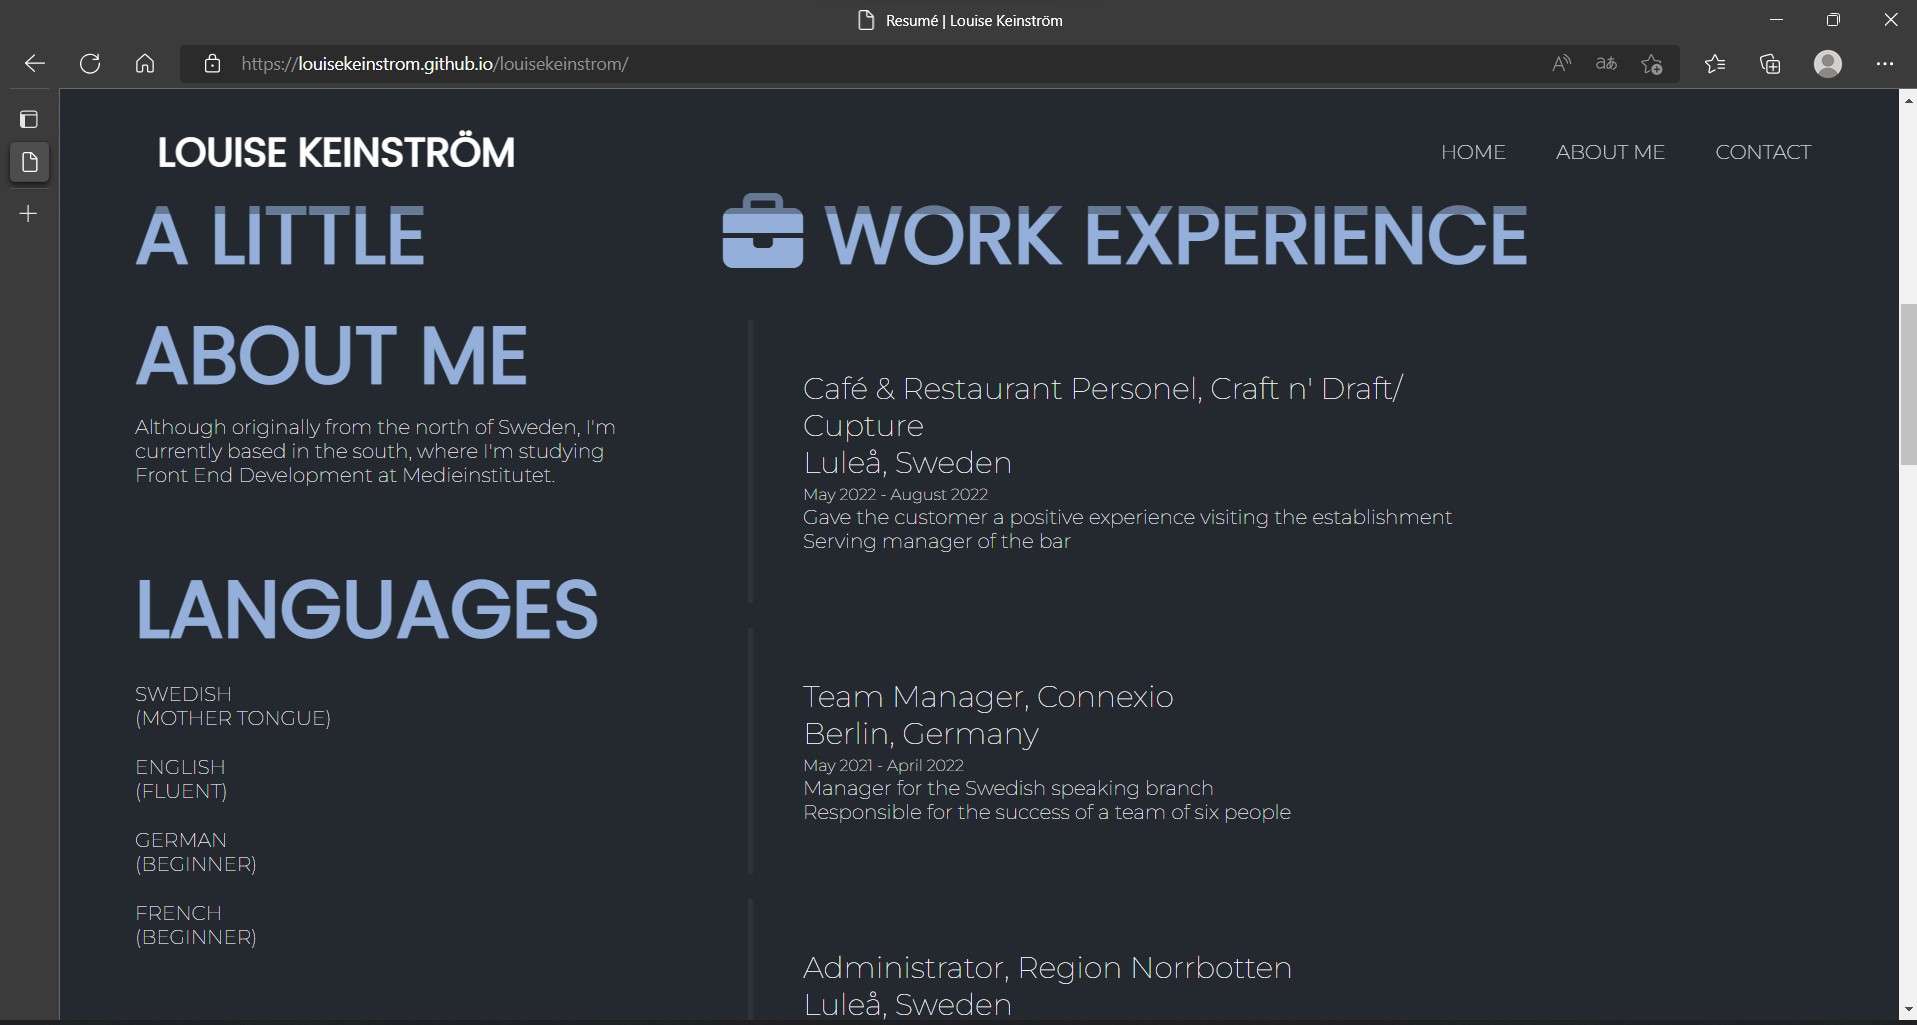 Resumé | Louise Keinström
https://louisekeinstrom.github.io/louisekeinstrom/
LOUISE KEINSTRÖM
HOME
ABOUT ME
CONTACT
A LITTLE
ABOUT ME
Although originally from the north of Sweden, I'm
currently based in the south, where I'm studying
Front End Development at Medieinstitutet.
LANGUAGES
SWEDISH
(MOTHER TONGUE)
ENGLISH
(FLUENT)
GERMAN
(BEGINNER)
FRENCH
(BEGINNER)
WORK EXPERIENCE
Café & Restaurant Personel, Craft n' Draft/
Cupture
Luleå, Sweden
May 2022 - August 2022
Gave the customer a positive experience visiting the establishment
Serving manager of the bar
Team Manager, Connexio
Berlin, Germany
May 2021 - April 2022
Manager for the Swedish speaking branch
Responsible for the success of a team of six people
Administrator, Region Norrbotten
Luleå, Sweden